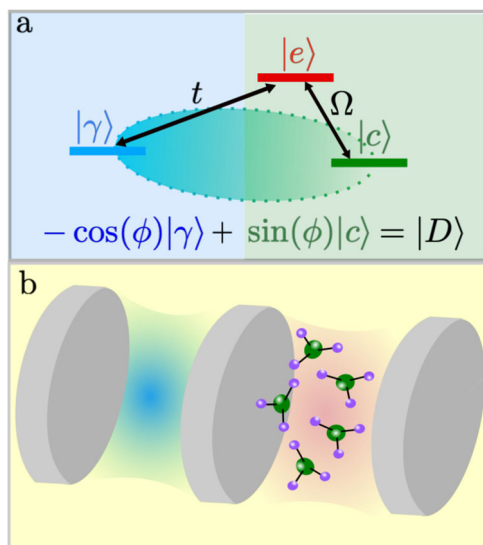 a
|e⟩
t
Ω
|γ⟩
|c⟩
− cos(ϕ)|γ⟩ + sin(ϕ)|c⟩ = |D⟩
b